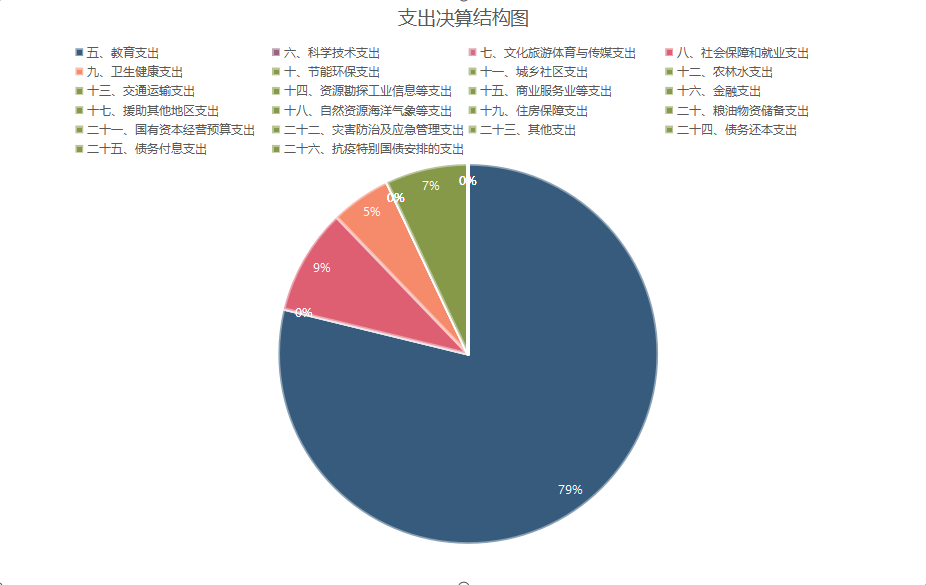 支出决算结构图
五、教育支出 六、科学技术支出 七、文化旅游体育与传媒支出 八、社会保障和就业支出
九、卫生健康支出 十、节能环保支出 十一、城乡社区支出 十二、农林水支出
十三、交通运输支出 十四、资源勘探工业信息等支出 十五、商业服务业等支出 十六、金融支出
十七、援助其他地区支出 十八、自然资源海洋气象等支出 十九、住房保障支出 二十、粮油物资储备支出
二十一、国有资本经营预算支出 二十二、灾害防治及应急管理支出 二十三、其他支出 二十四、债务还本支出
二十五、债务付息支出 二十六、抗疫特别国债安排的支出
0%
7%
0%
5%
9%
0%
79%